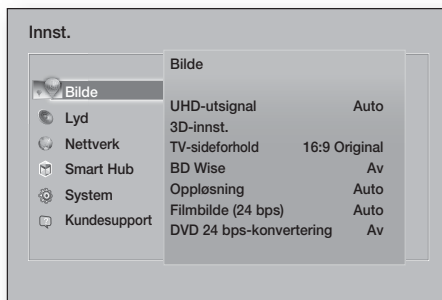 Innst.
Bilde
Lyd
Nettverk
Smart Hub
System
Kundesupport
Bilde
UHD-utsignal Auto
3D-innst.
TV-sideforhold 16:9 Original
BD Wise Av
Oppløsning Auto
Filmbilde (24 bps) Auto
DVD 24 bps-konvertering Av